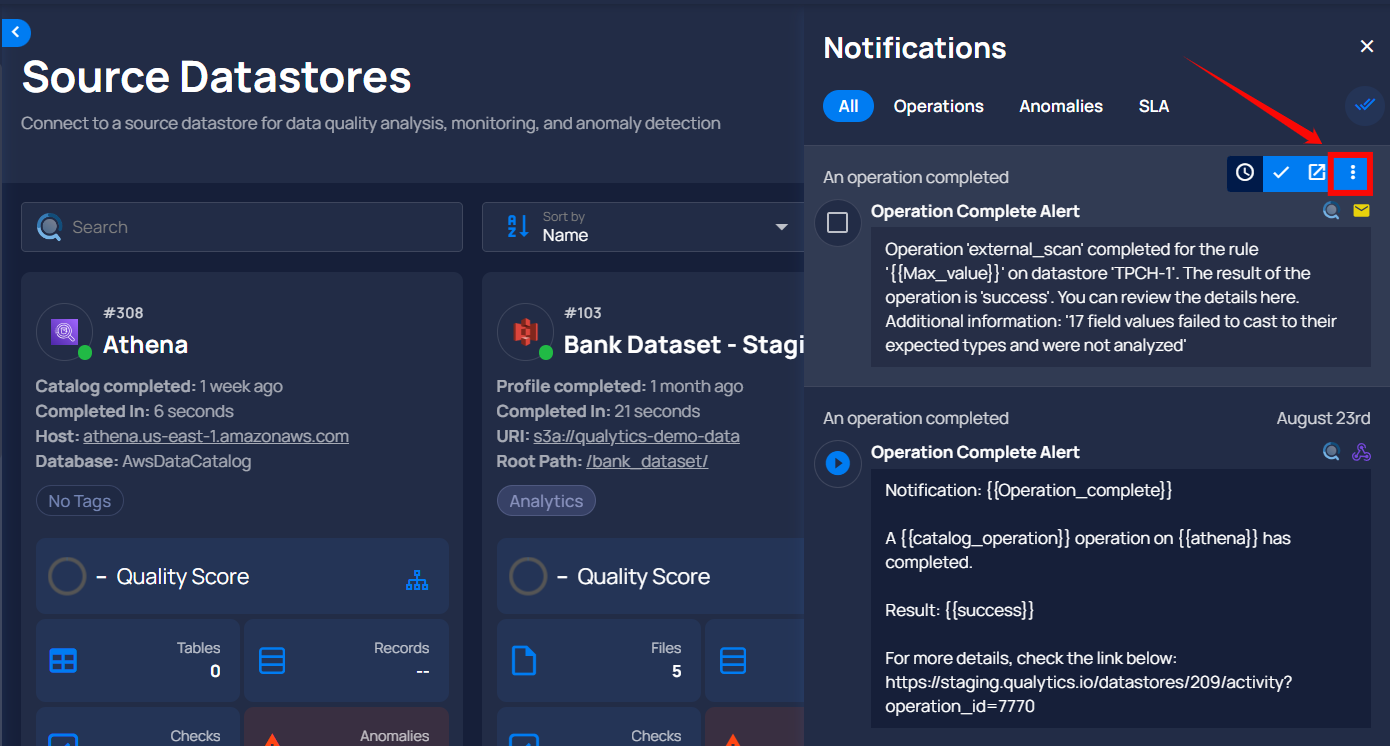 Source Datastores
Connect to a source datastore for data quality analysis, monitoring, and anomaly detection
Search
Sort by
Name
#308
Athena
Catalog completed: 1 week ago
Completed In: 6 seconds
Host: athena.us-east-1.amazonaws.com
Database: AwsDataCatalog
No Tags
– Quality Score
Tables
0
Records
--
Checks
Anomalies
#103
Bank Dataset - Stagi
Profile completed: 1 month ago
Completed In: 21 seconds
URI: s3a://qualytics-demo-data
Root Path: /bank_dataset/
Analytics
– Quality Score
Files
5
Checks
Notifications
All
Operations
Anomalies
SLA
An operation completed
Operation Complete Alert
Operation 'external_scan' completed for the rule
'{{Max_value}}' on datastore 'TPCH-1'. The result of the
operation is 'success'. You can review the details here.
Additional information: '17 field values failed to cast to their
expected types and were not analyzed'
An operation completed
August 23rd
Operation Complete Alert
Notification: {{Operation_complete}}
A {{catalog_operation}} operation on {{athena}} has
completed.
Result: {{success}}
For more details, check the link below:
https://staging.qualytics.io/datastores/209/activity?
operation_id=7770